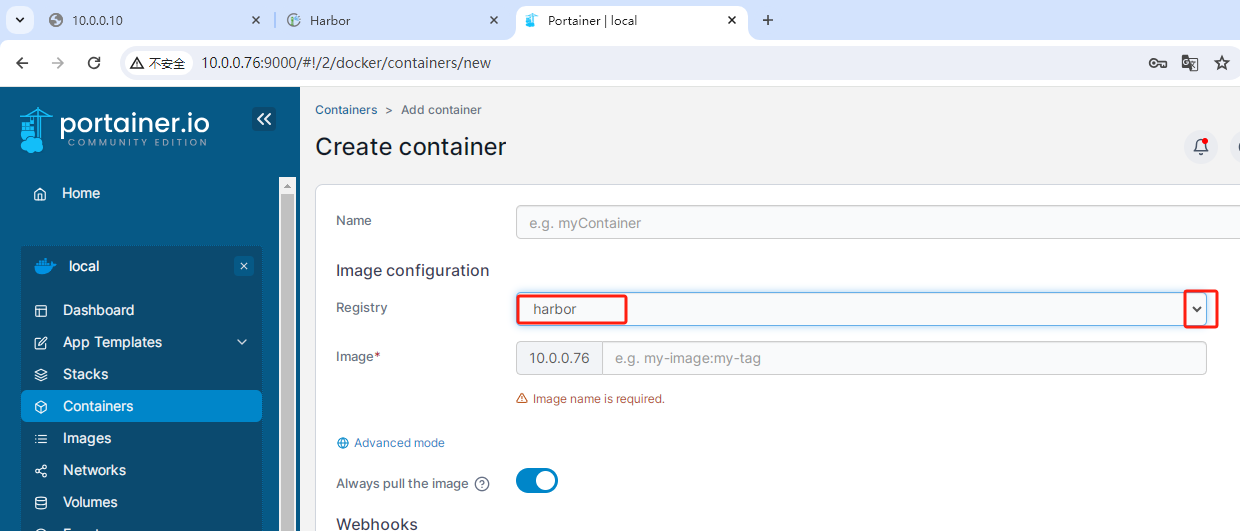 10.0.0.10
Harbor
Portainer | local
不安全
10.0.0.76:9000/#!/2/docker/containers/new
portainer.io
COMMUNITY EDITION
Home
local
Dashboard
App Templates
Stacks
Containers
Images
Networks
Volumes
Containers > Add container
Create container
Name
e.g. myContainer
Image configuration
Registry
harbor
Image*
10.0.0.76
e.g. my-image:my-tag
Image name is required.
Advanced mode
Always pull the image
Webhooks